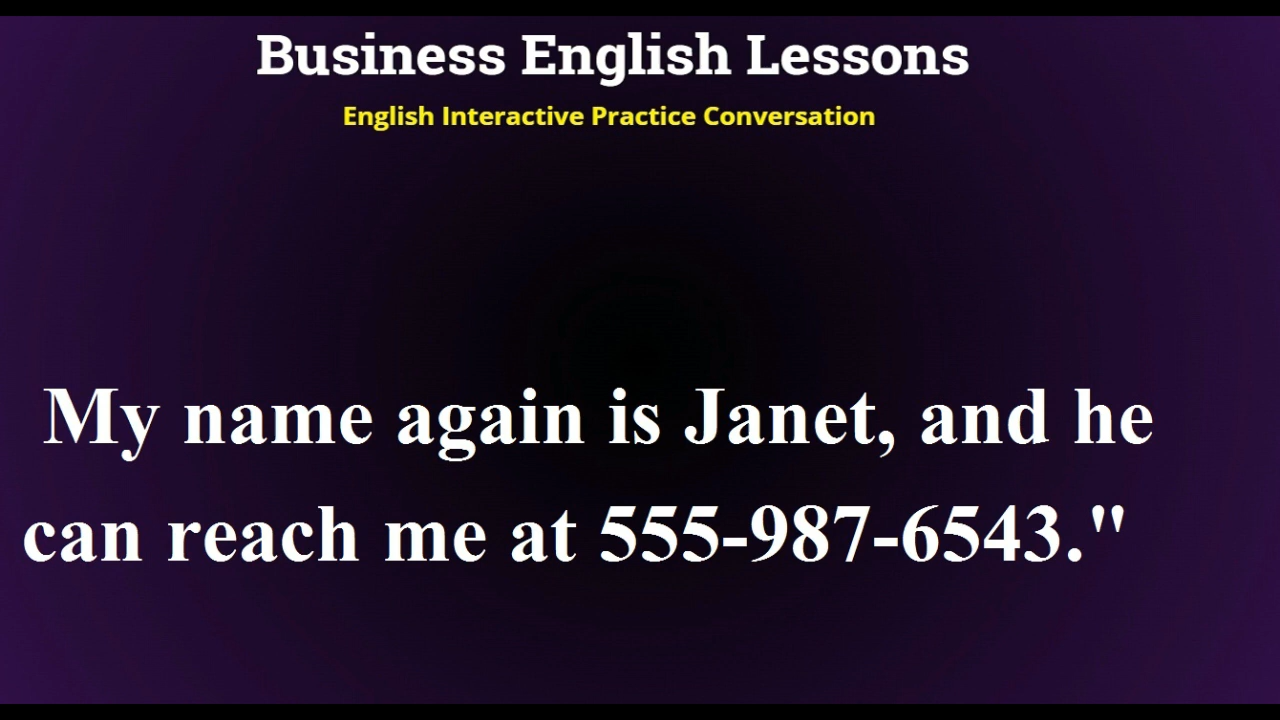 Business English Lessons
English Interactive Practice Conversation
My name again is Janet, and he
can reach me at 555-987-6543."